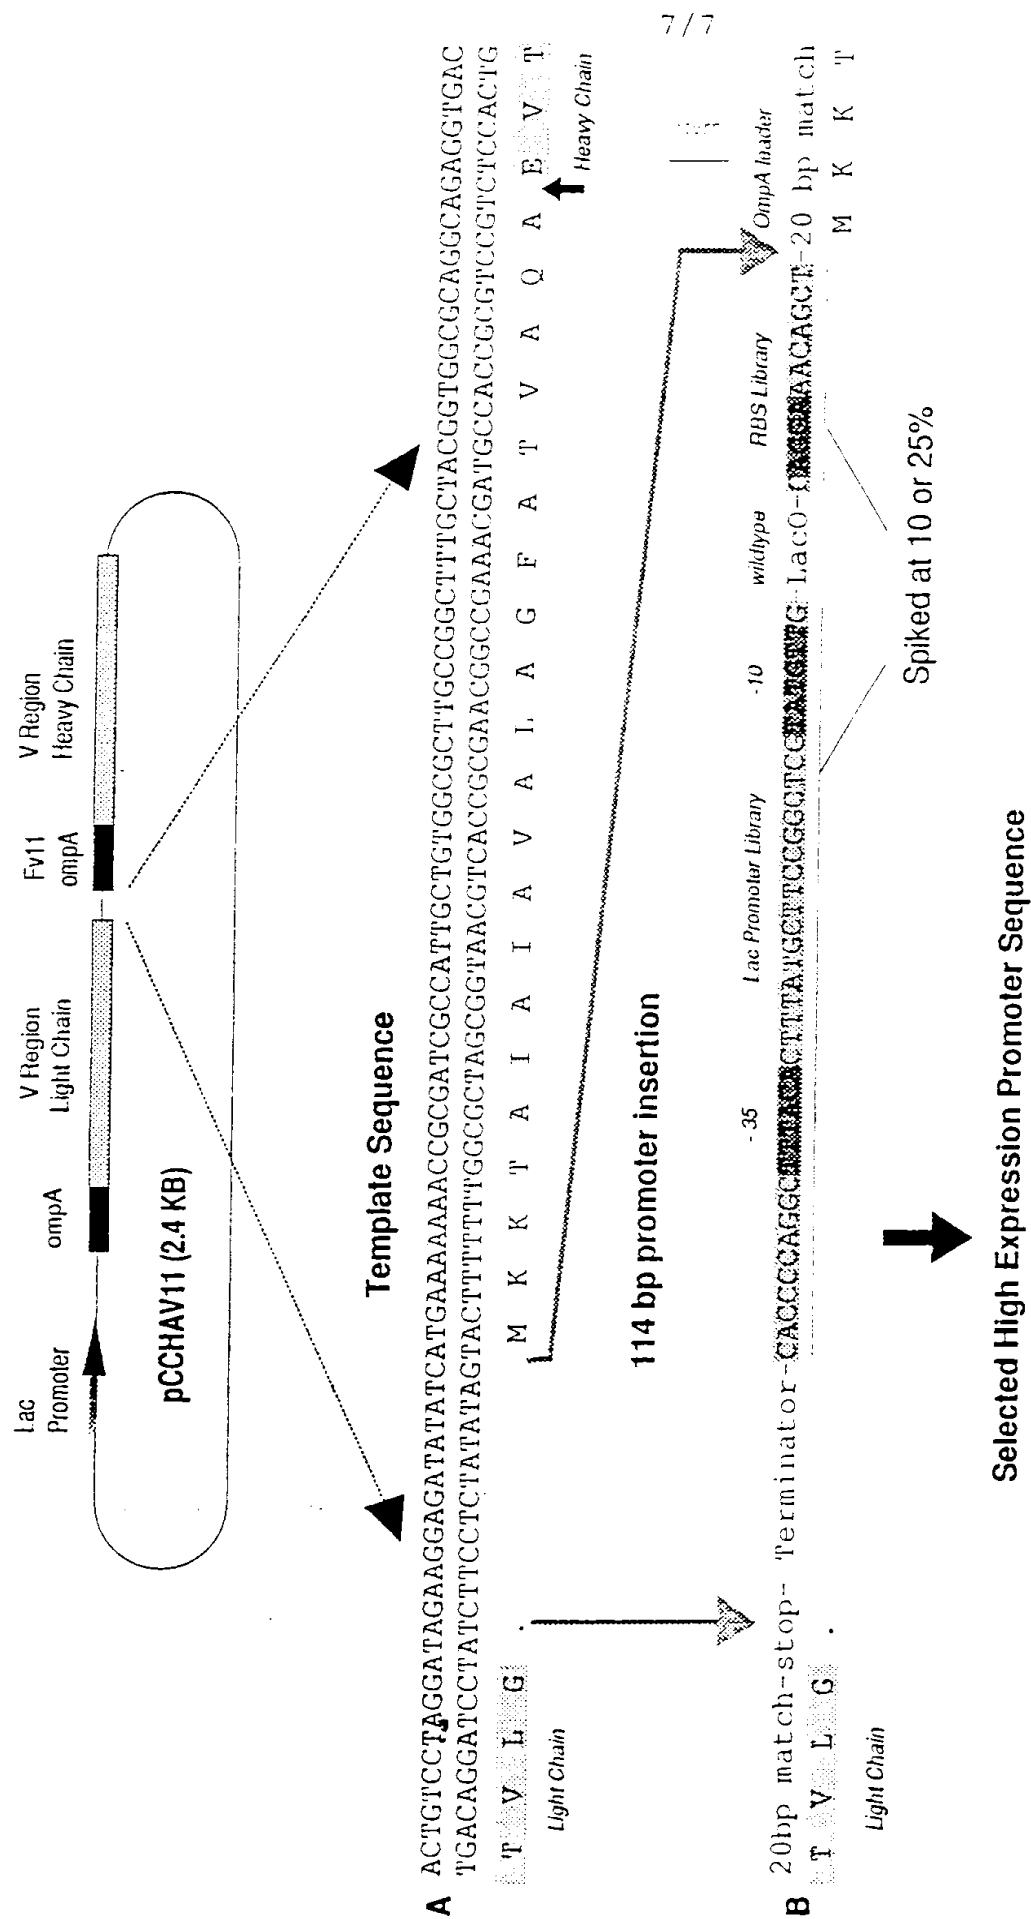 7/7
Lac Promoter
ompA
V Region Light Chain
Fv11 ompA
V Region Heavy Chain
pCCHAV11 (2.4 KB)
Template Sequence
A ACTGTCCTAGGATAGAAGGAGATATATCATGAAAAAAACCGCGATCGCCATTGCTGTGGCGCTTGCCGGCTTTGCTACGGTGGCGCAGGCAGAGGTGAC
TGACAGGATCCTATCTTCCTCTATATAGTACTTTTTTTGGCGCTAGCGGTAACGTCACCGCGAACGGCCGAAACGATGCCACCGCGTCCGTCTCCACTG
T V L G . M K K T A I A I A V A L A G F A T V A Q A E V T
Light Chain
Heavy Chain
114 bp promoter insertion
-35 Lac Promoter Library -10 wildtype RBS Library OmpA leader
B 20bp match-stop- Terminator-CACCCCAGGCTTTACACTTTATGCTTCCGGCTCGTATGTTG-LacO-CAGGAAACAGCT-20 bp match
T V L G . M K K T
Light Chain
Spiked at 10 or 25%
Selected High Expression Promoter Sequence